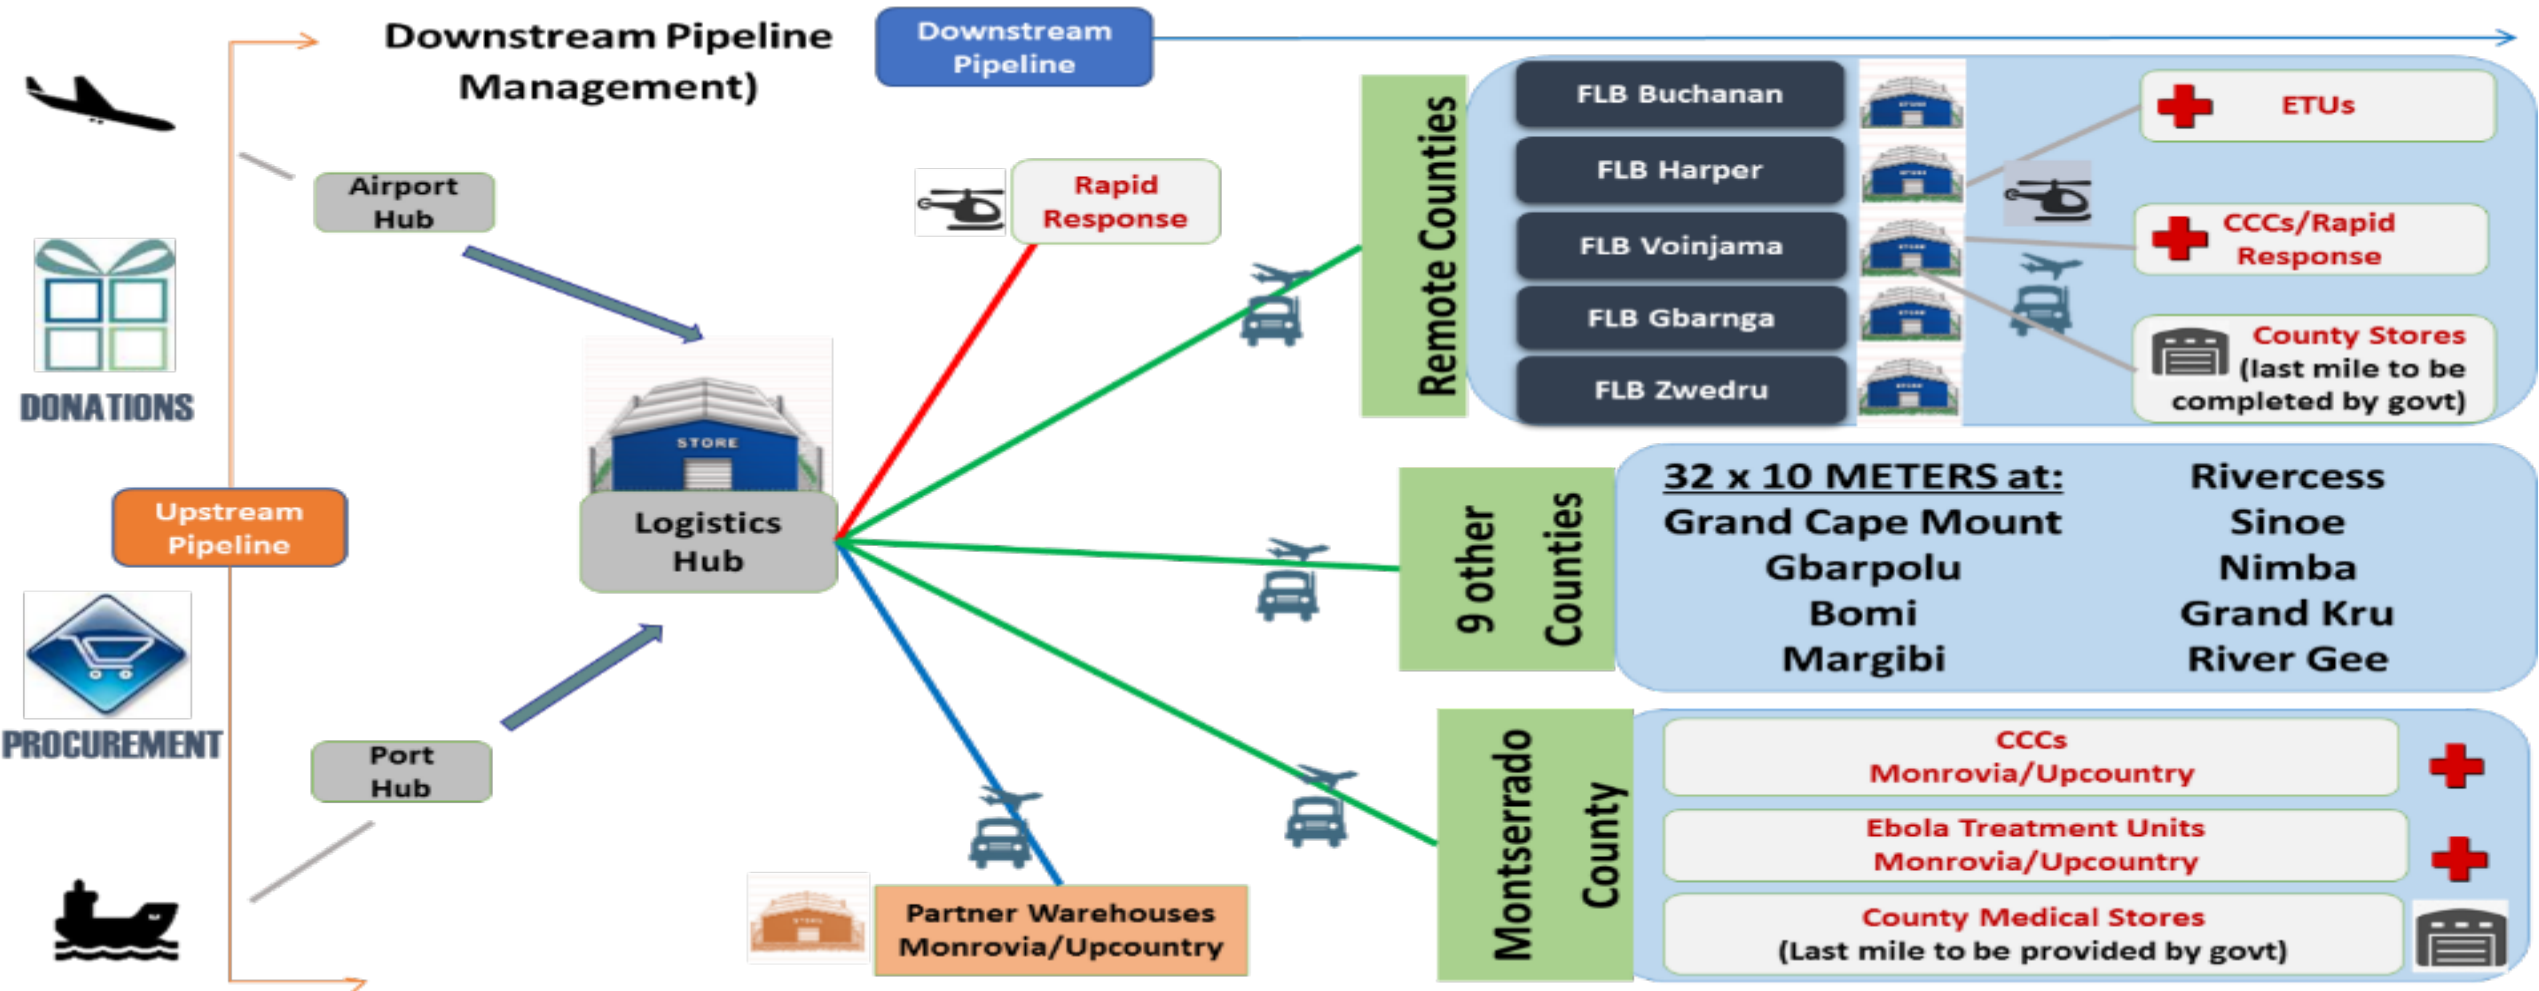 Downstream Pipeline
Management)
Downstream
Pipeline
DONATIONS
Upstream
Pipeline
PROCUREMENT
Airport
Hub
Port
Hub
STORE
Logistics
Hub
Rapid
Response
Partner Warehouses
Monrovia/Upcountry
Remote Counties
FLB Buchanan
FLB Harper
FLB Voinjama
FLB Gbarnga
FLB Zwedru
ETUs
CCCs/Rapid
Response
County Stores
(last mile to be
completed by govt)
9 other
Counties
32 x 10 METERS at:
Grand Cape Mount
Gbarpolu
Bomi
Margibi
Rivercess
Sinoe
Nimba
Grand Kru
River Gee
Montserrado
County
CCCs
Monrovia/Upcountry
Ebola Treatment Units
Monrovia/Upcountry
County Medical Stores
(Last mile to be provided by govt)